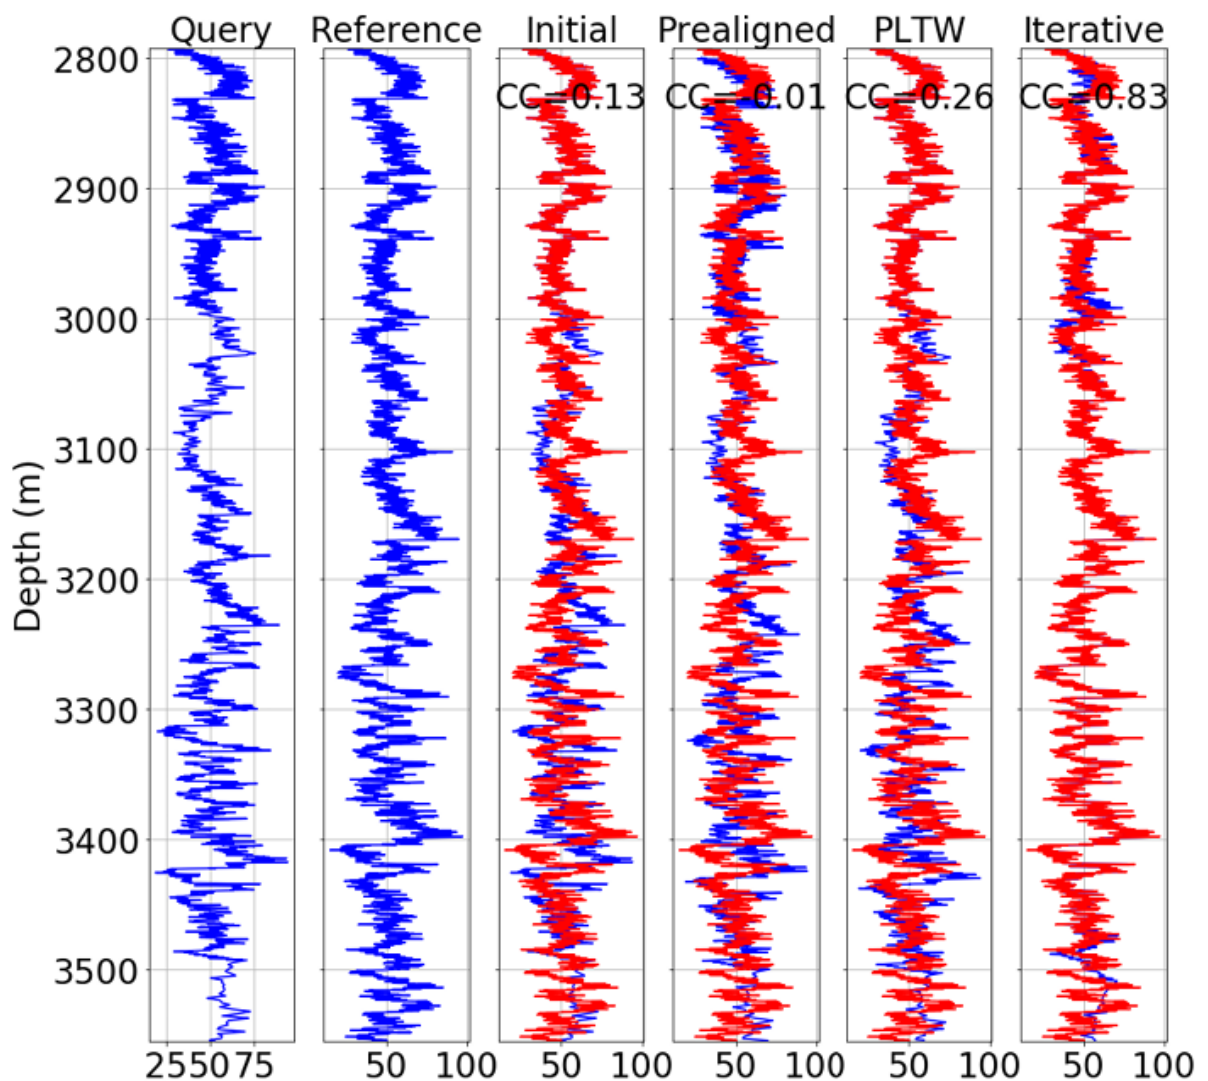 Query Reference Initial Prealigned PLTW Iterative
2800
CC=0.13 CC=-0.01 CC=0.26 CC=0.83
2900
3000
3100
Depth (m)
3200
3300
3400
3500
25 50 75 50 100 50 100 50 100 50 100 50 100